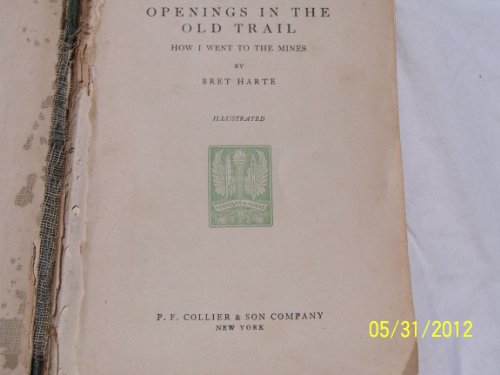 OPENINGS IN THE
OLD TRAIL
HOW I WENT TO THE MINES
BY
BRET HARTE
ILLUSTRATED
P. F. COLLIER & SON COMPANY
NEW YORK
05/31/2012